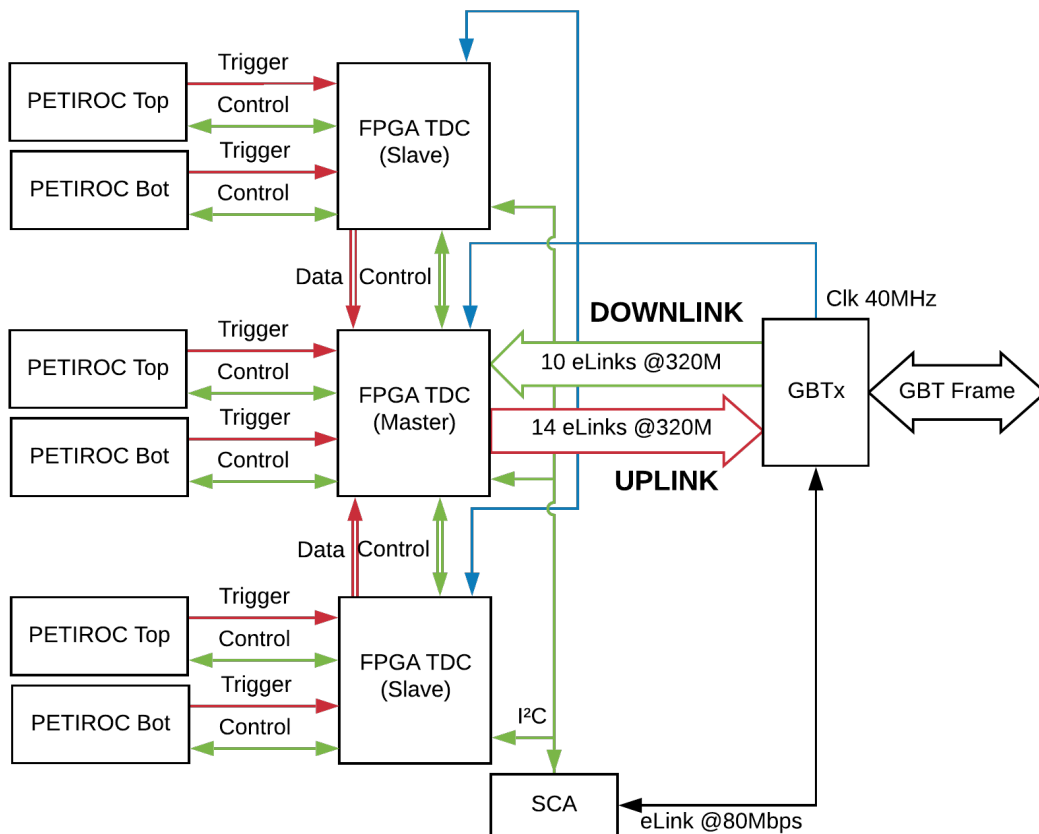 Trigger
PETIROC Top
Control
FPGA TDC
(Slave)
Trigger
PETIROC Bot
Control
Data
Control
Clk 40MHz
DOWNLINK
Trigger
PETIROC Top
Control
10 eLinks @320M
FPGA TDC
(Master)
GBTx
GBT Frame
Trigger
PETIROC Bot
Control
14 eLinks @320M
UPLINK
Data
Control
Trigger
PETIROC Top
Control
FPGA TDC
(Slave)
Trigger
PETIROC Bot
Control
I²C
SCA
eLink @80Mbps